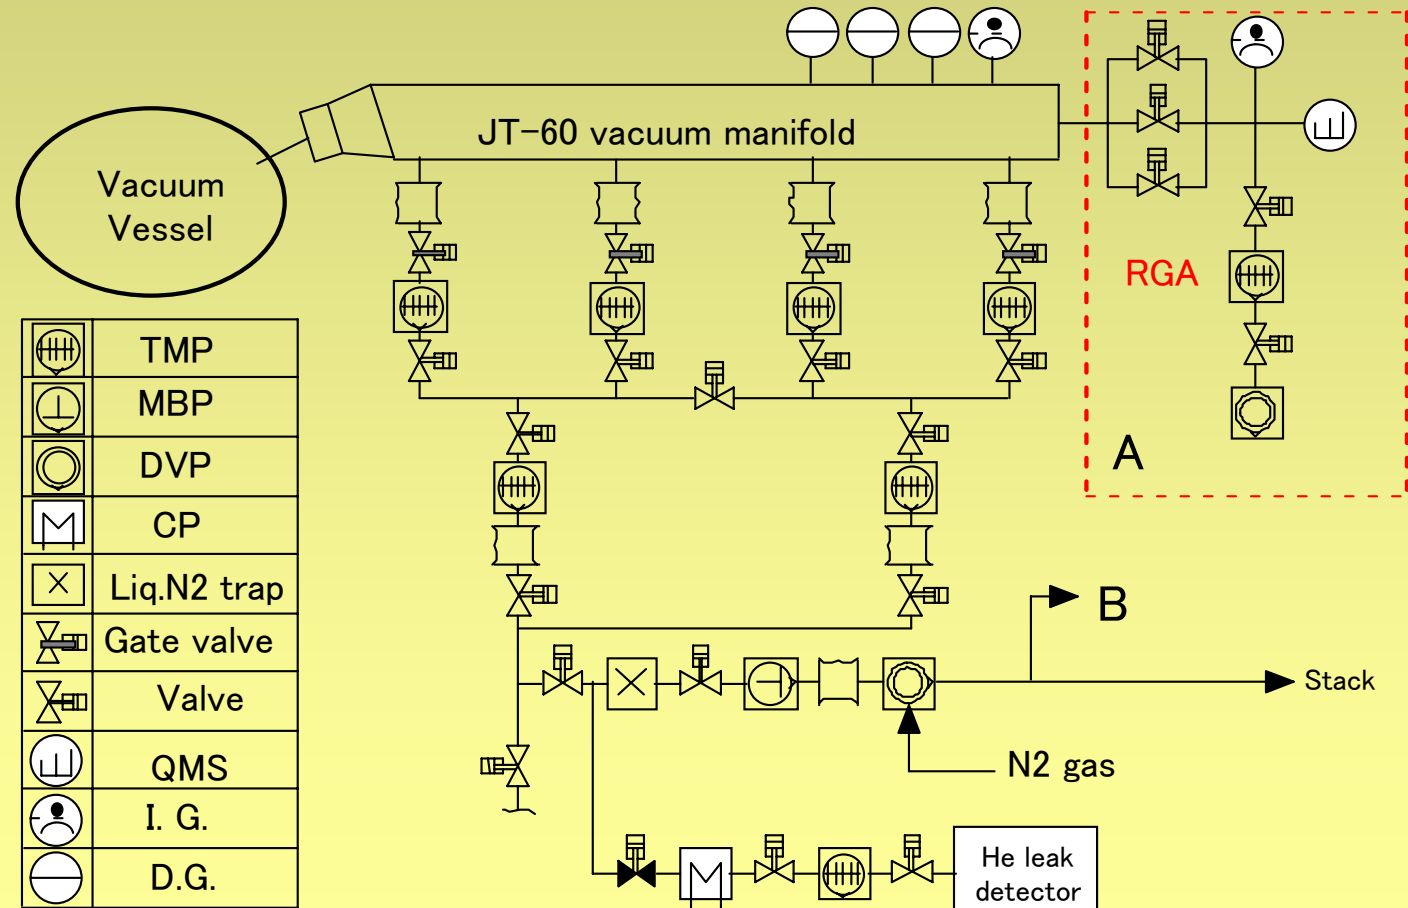 JT-60 vacuum manifold
Vacuum
Vessel
RGA
A
TMP
MBP
DVP
CP
Liq.N2 trap
Gate valve
Valve
QMS
I. G.
D.G.
B
Stack
N2 gas
He leak
detector